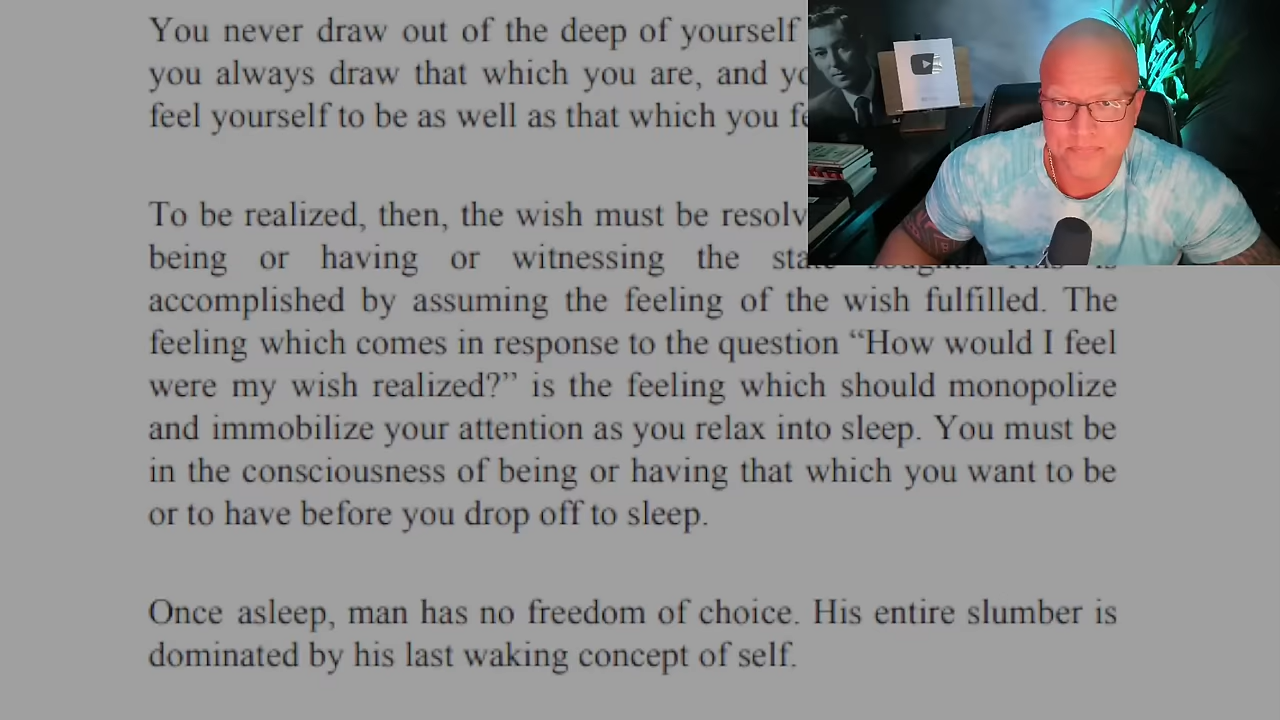 You never draw out of the deep of yourself
you always draw that which you are, and
feel yourself to be as well as that which you
To be realized, then, the wish must be
being or having or witnessing the
accomplished by assuming the feeling of the wish fulfilled. The
feeling which comes in response to the question “How would I feel
were my wish realized?” is the feeling which should monopolize
and immobilize your attention as you relax into sleep. You must be
in the consciousness of being or having that which you want to be
or to have before you drop off to sleep.
Once asleep, man has no freedom of choice. His entire slumber is
dominated by his last waking concept of self.